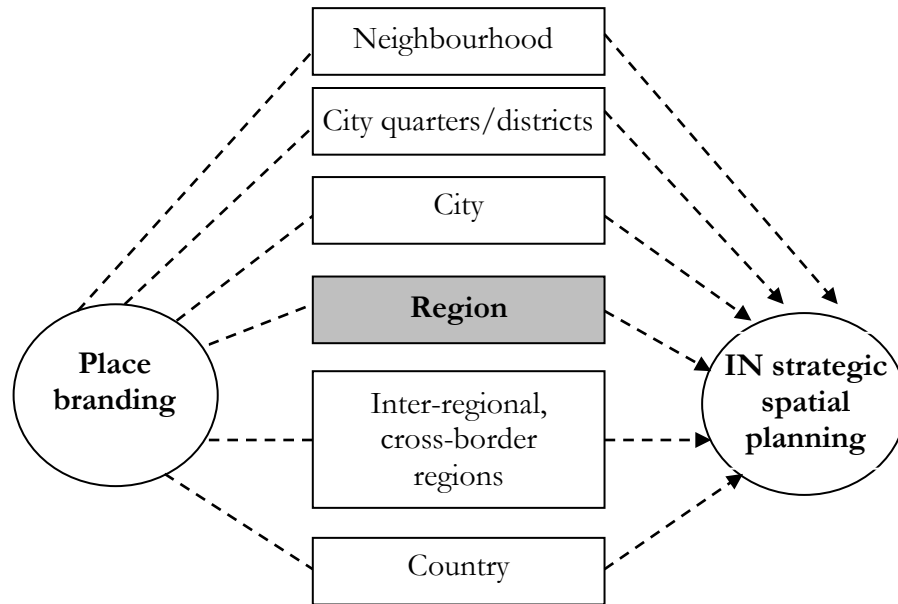 Neighbourhood
City quarters/districts
City
Region
Place
branding
IN strategic
spatial
planning
Inter-regional,
cross-border
regions
Country